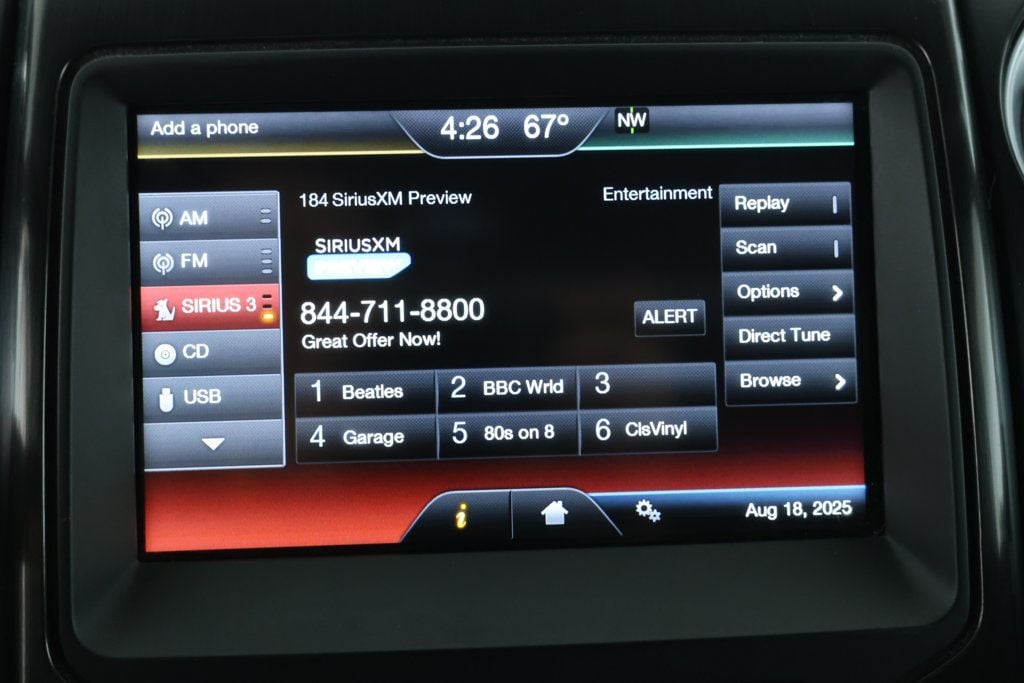 Add a phone
4:26 67°
NW
AM
FM
SIRIUS 3
CD
USB
184 SiriusXM Preview
Entertainment
SIRIUSXM
PREVIEW
844-711-8800
Great Offer Now!
ALERT
1 Beatles
2 BBC Wrld
3
4 Garage
5 80s on 8
6 ClsVinyl
Replay
Scan
Options
Direct Tune
Browse
i
Aug 18, 2025